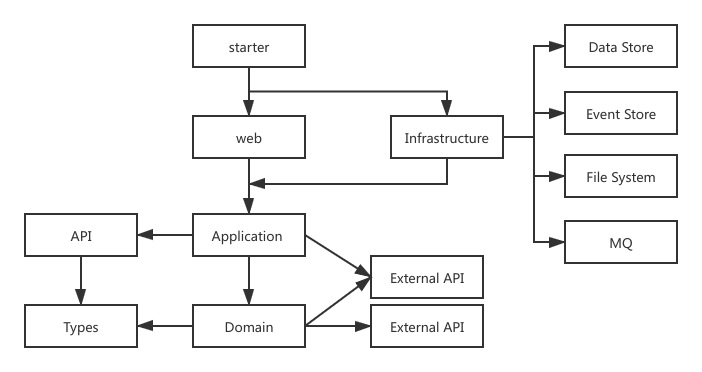 starter
Data Store
Event Store
web
Infrastructure
File System
API
Application
MQ
External API
Types
Domain
External API